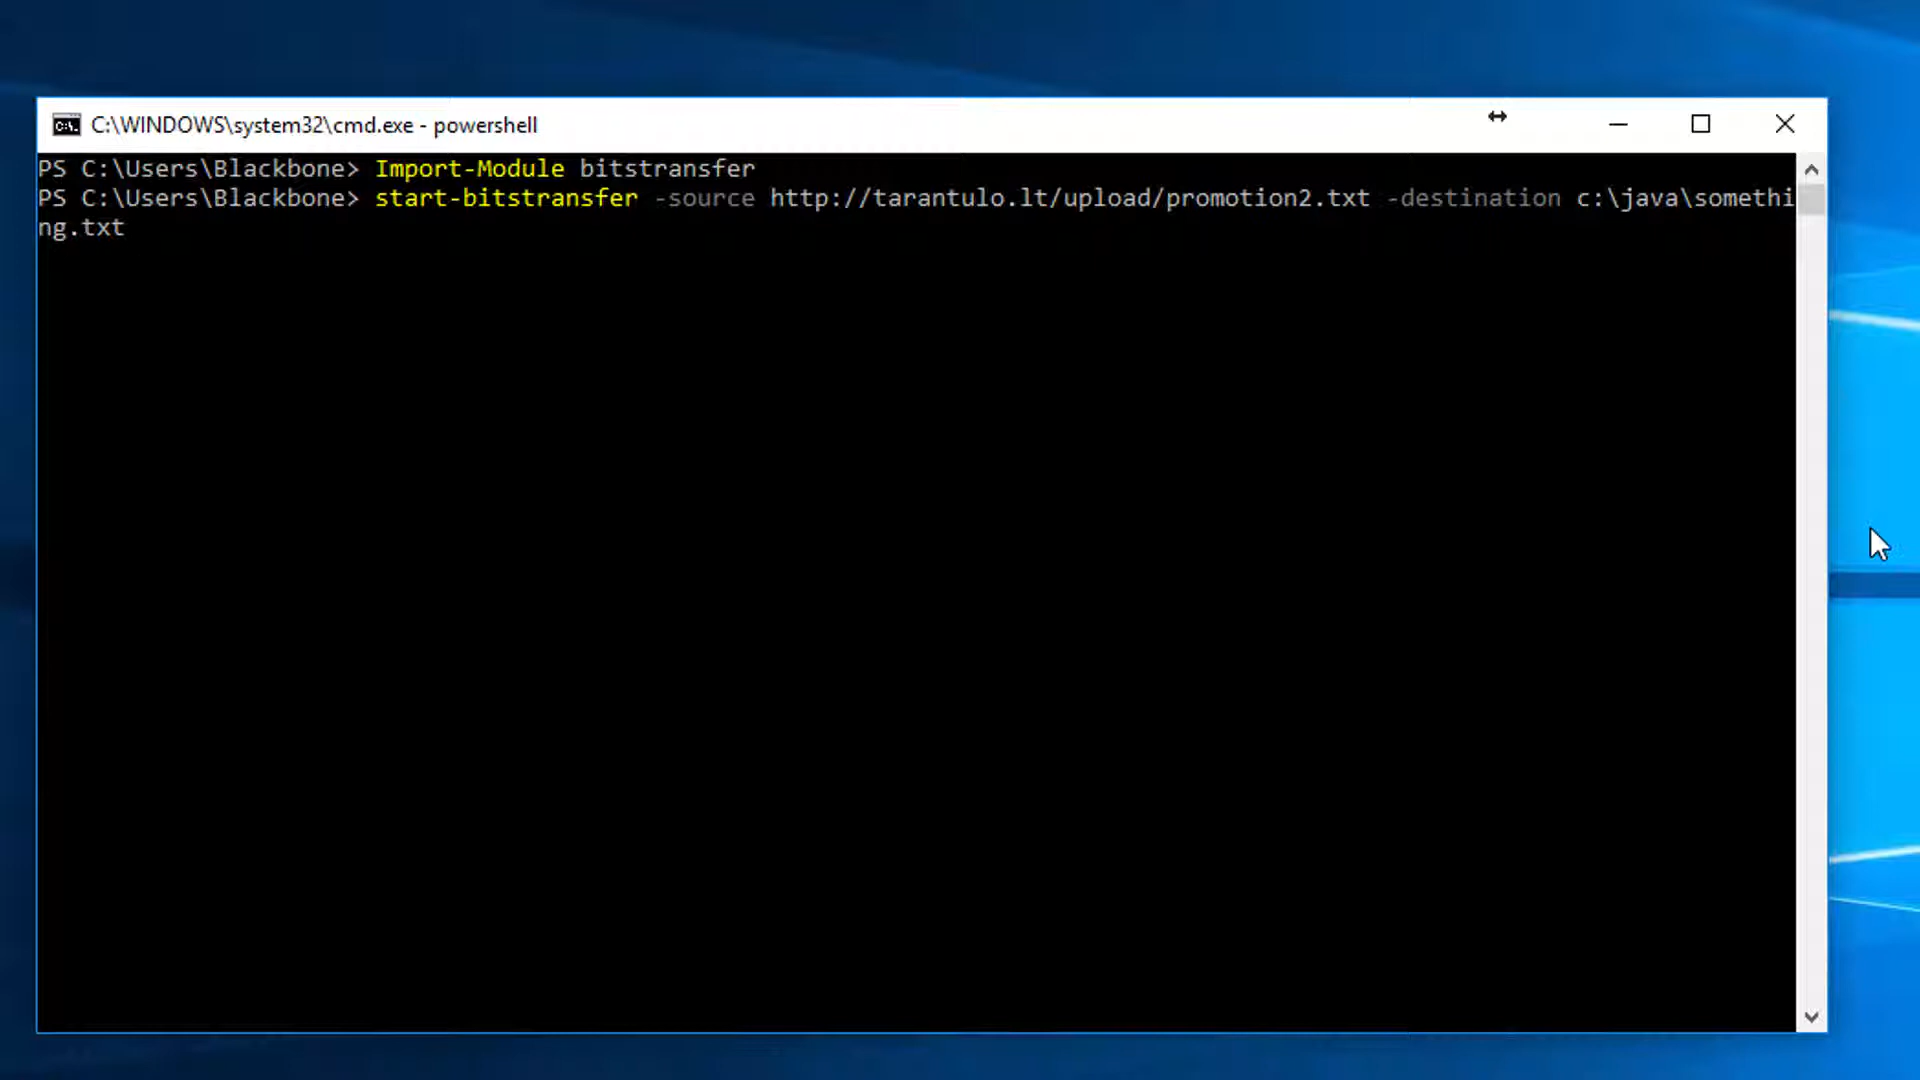 C:\WINDOWS\system32\cmd.exe - powershell
PS C:\Users\Blackbone> Import-Module bitstransfer
PS C:\Users\Blackbone> start-bitstransfer -source http://tarantulo.lt/upload/promotion2.txt -destination c:\java\somethi
ng.txt